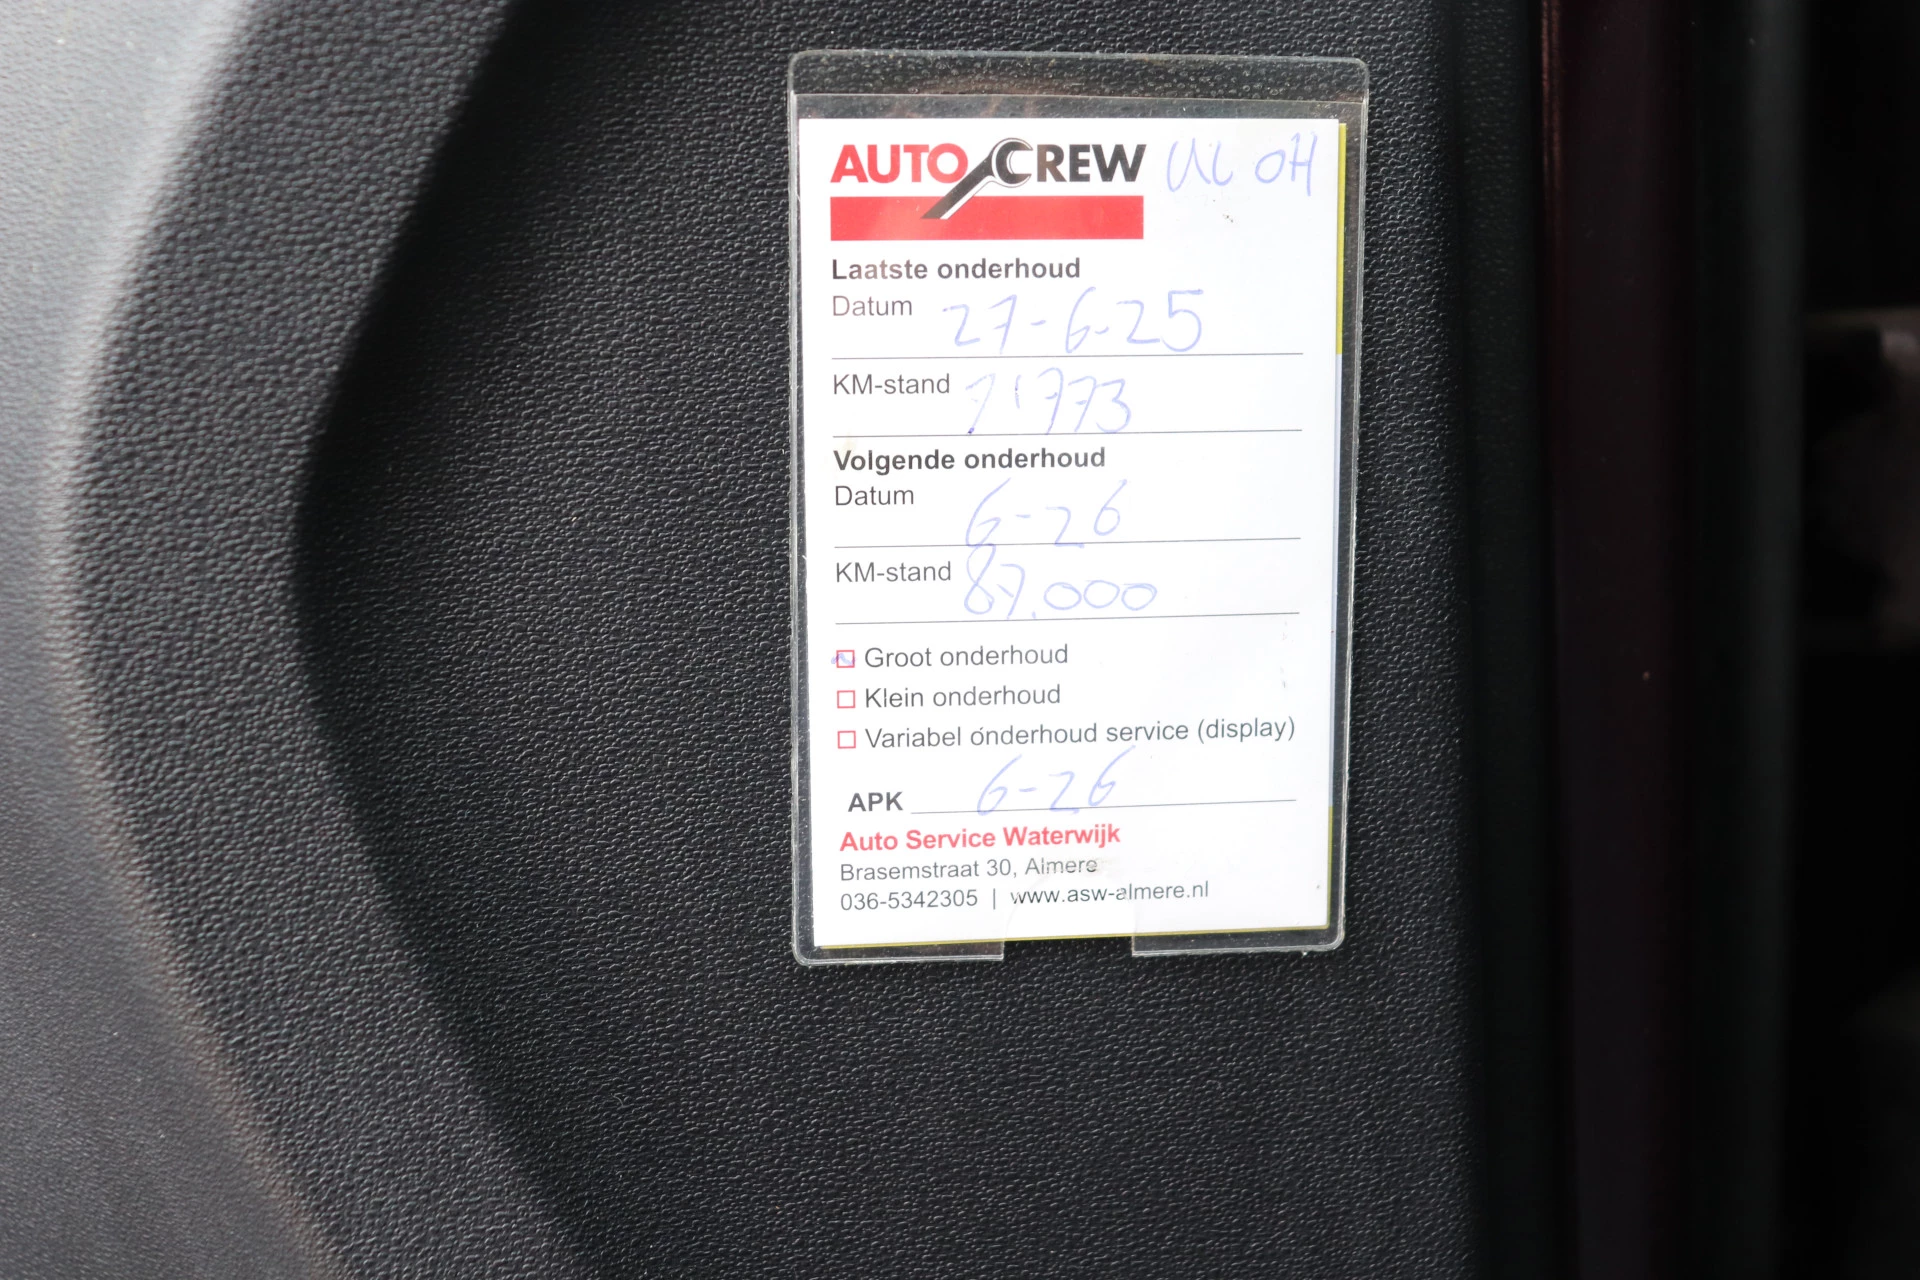 AUTO CREW
Laatste onderhoud
Datum 27-6-25
KM-stand 7'773
Volgende onderhoud
Datum 6-26
KM-stand 87.000
Groot onderhoud
Klein onderhoud
Variabel onderhoud service (display)
APK 6-26
Auto Service Waterwijk
Brasemstraat 30, Almere
036-5342305 | www.asw-almere.nl